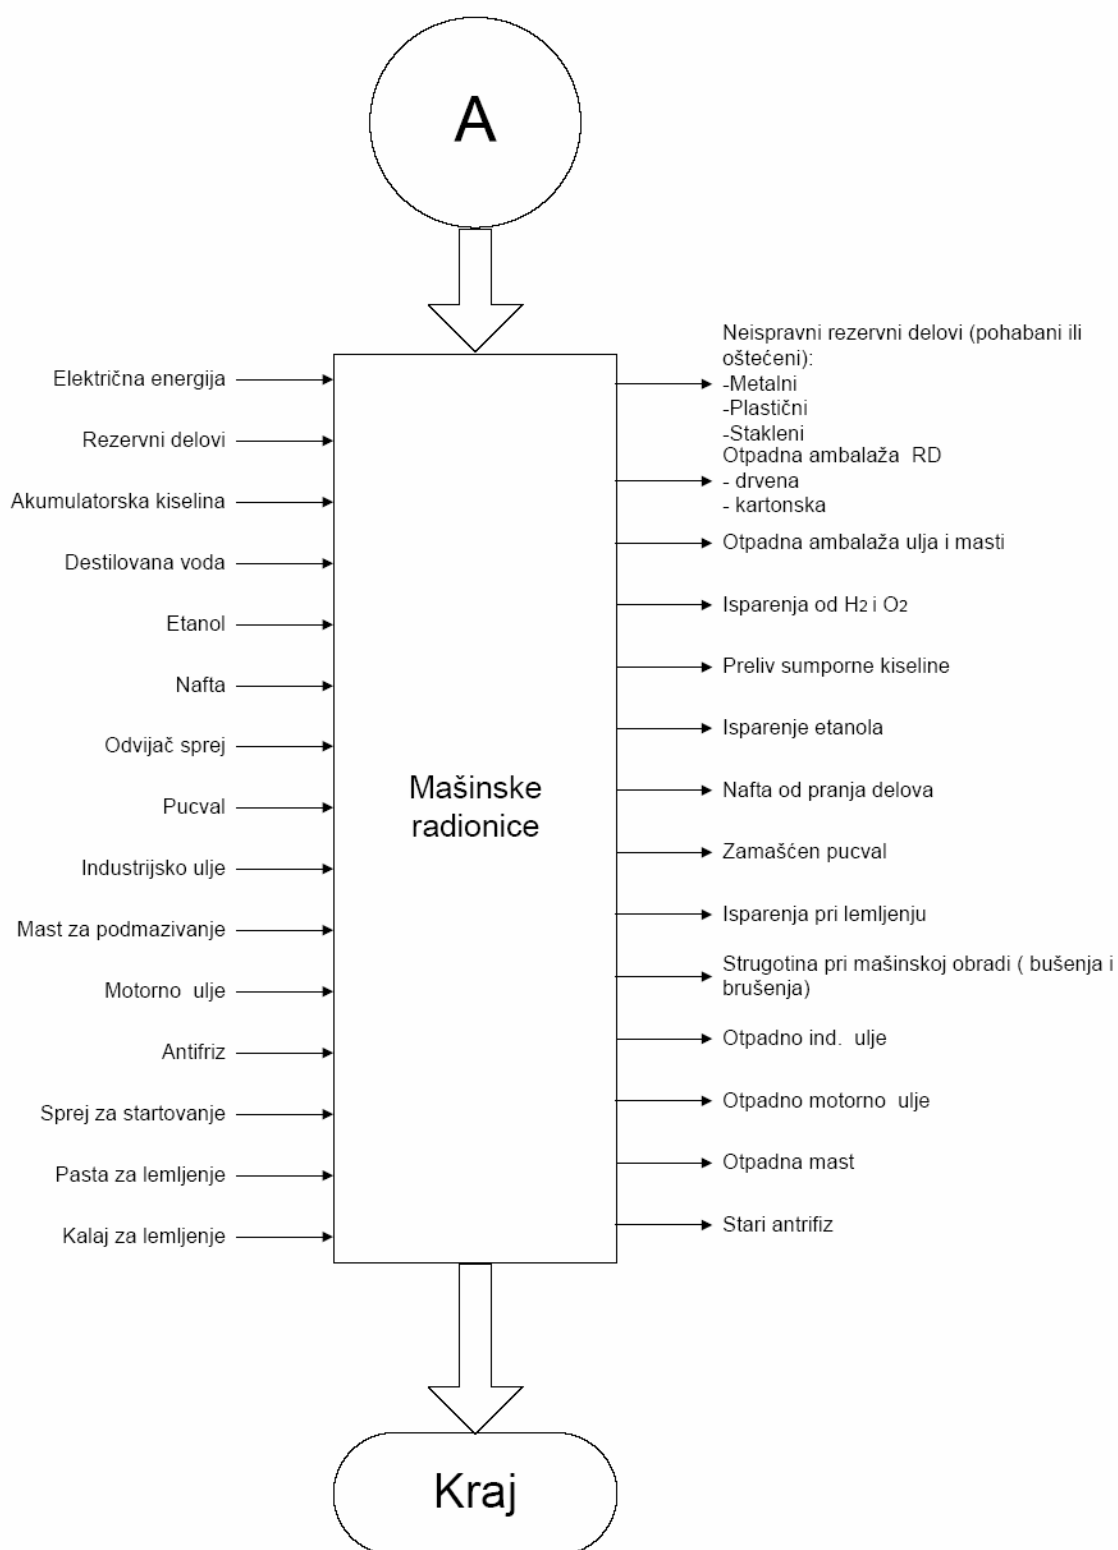 A
Električna energija
Rezervni delovi
Akumulatorska kiselina
Destilovana voda
Etanol
Nafta
Odvijač sprej
Pucval
Industrijsko ulje
Mast za podmazivanje
Motorno ulje
Antifriz
Sprej za startovanje
Pasta za lemljenje
Kalaj za lemljenje
Mašinske
radionice
Neispravni rezervni delovi (pohabani ili
oštećeni):
-Metalni
-Plastični
-Stakleni
Otpadna ambalaža RD
- drvena
- kartonska
Otpadna ambalaža ulja i masti
Isparenja od H2 i O2
Preliv sumporne kiseline
Isparenje etanola
Nafta od pranja delova
Zamašćen pucval
Isparenja pri lemljenju
Strugotina pri mašinskoj obradi ( bušenja i
brušenja)
Otpadno ind. ulje
Otpadno motorno ulje
Otpadna mast
Stari antrifiz
Kraj